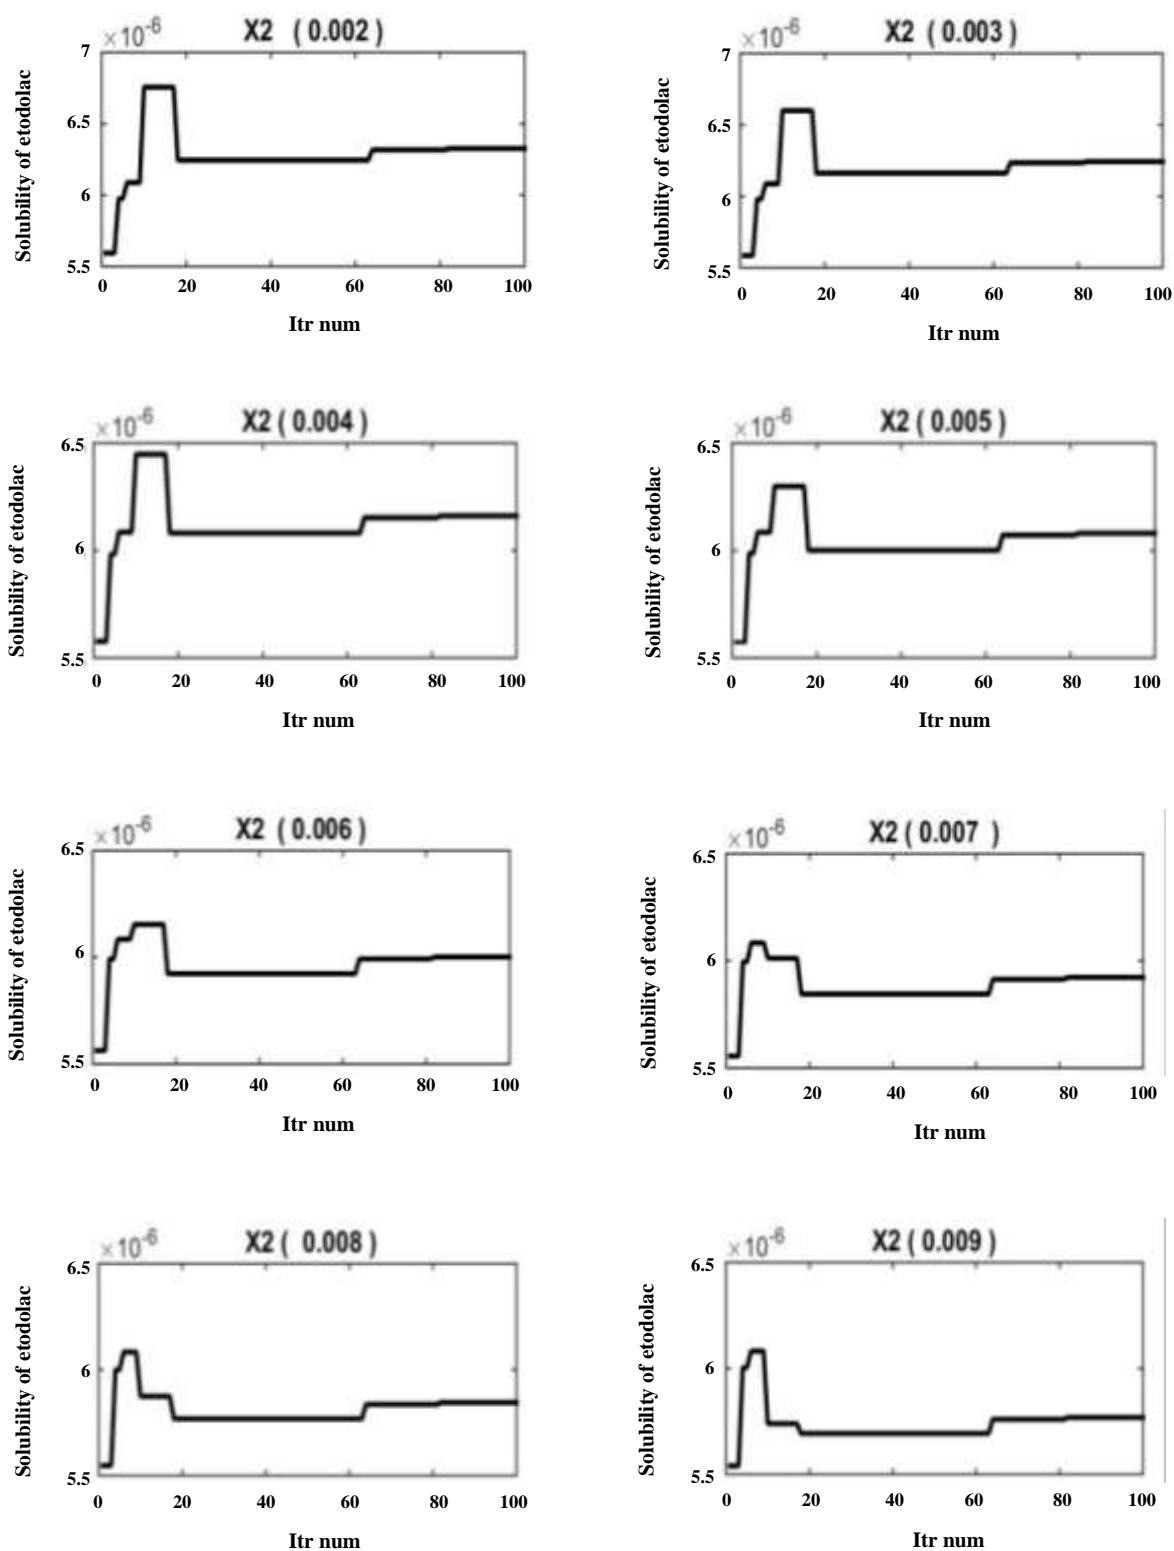 ×10-6
X2 ( 0.002 )
7
6.5
6
5.5
Solubility of etodolac
0 20 40 60 80 100
Itr num
×10-6
X2 ( 0.003 )
7
6.5
6
5.5
Solubility of etodolac
0 20 40 60 80 100
Itr num
×10-6
X2 ( 0.004 )
6.5
6
5.5
Solubility of etodolac
0 20 40 60 80 100
Itr num
×10-6
X2 ( 0.005 )
6.5
6
5.5
Solubility of etodolac
0 20 40 60 80 100
Itr num
×10-6
X2 ( 0.006 )
6.5
6
5.5
Solubility of etodolac
0 20 40 60 80 100
Itr num
×10-6
X2 ( 0.007 )
6.5
6
5.5
Solubility of etodolac
0 20 40 60 80 100
Itr num
×10-6
X2 ( 0.008 )
6.5
6
5.5
Solubility of etodolac
0 20 40 60 80 100
Itr num
×10-6
X2 ( 0.009 )
6.5
6
5.5
Solubility of etodolac
0 20 40 60 80 100
Itr num